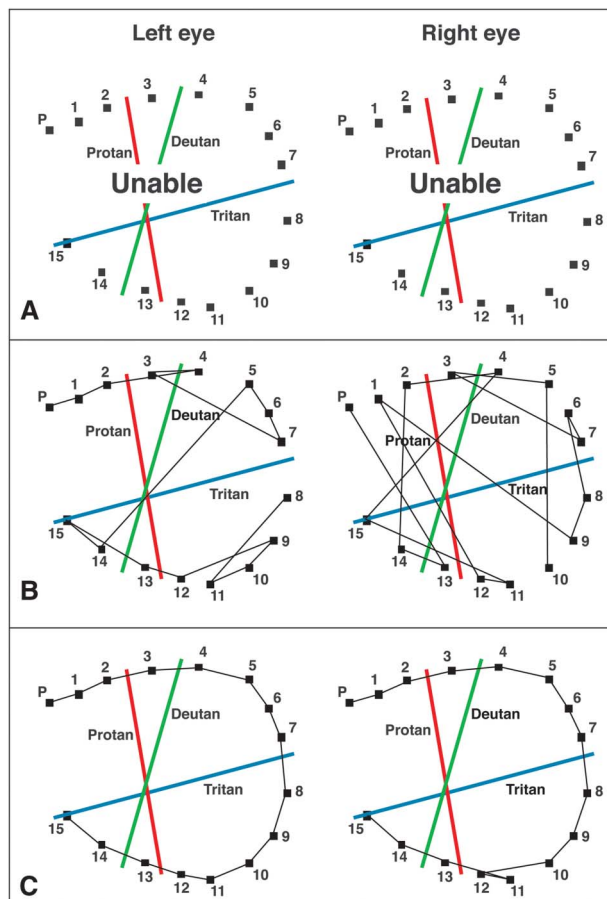 Left eye Right eye
3 4 3 4
2 5 2 5
1 1
P 6 P 6
Protan Deutan 7 Protan Deutan 7
Unable Unable
Tritan 8 Tritan 8
15 15
14 9 14 9
13 12 11 10 13 12 11 10
A
3 4 3 4
2 5 2 5
1 1
P 6 P 6
Deutan 7 Deutan 7
Protan Protan
Tritan 8 Tritan 8
15 15
14 9 14 9
13 12 11 10 13 12 11 10
B
3 4 3 4
2 5 2 5
1 1
P 6 P 6
Deutan 7 Deutan 7
Protan Protan
Tritan 8 Tritan 8
15 15
14 9 14 9
13 12 11 10 13 12 11 10
C